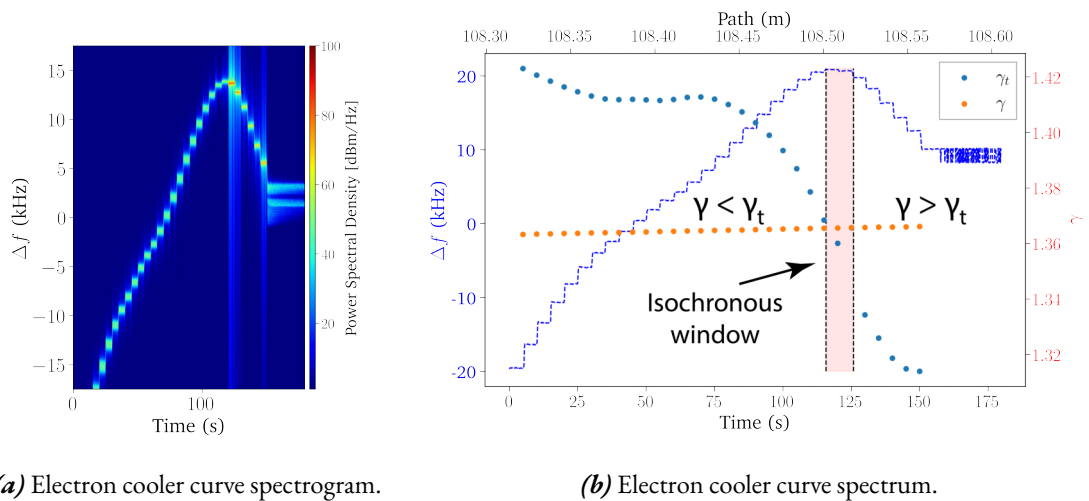 Path (m)
108.30 108.35 108.40 108.45 108.50 108.55 108.60
15
10
5
0
−5
−10
−15
0 100
Time (s)
Δf (kHz)
100
80
60
40
20
Power Spectral Density [dBm/Hz]
20
10
0
-10
-20
Δf (kHz)
γt
γ
γ < γt
γ > γt
Isochronous
window
0 25 50 75 100 125 150 175
Time (s)
1.42
1.40
1.38
1.36
1.34
1.32
γ
(a) Electron cooler curve spectrogram.
(b) Electron cooler curve spectrum.